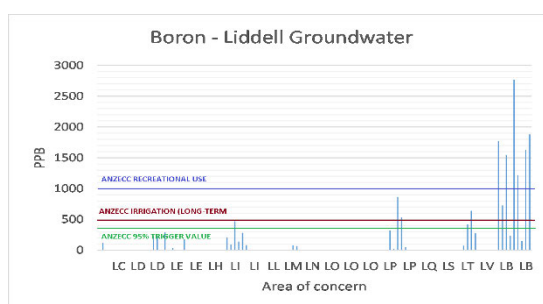 Boron - Liddell Groundwater
3000
2500
2000
1500
1000
500
0
PPB
ANZECC RECREATIONAL USE
ANZECC IRRIGATION (LONG-TERM
ANZECC 95% TRIGGER VALUE
LC LD LD LE LE LH LI LI LL LM LN LO LO LO LP LP LQ LS LT LV LB LB
Area of concern